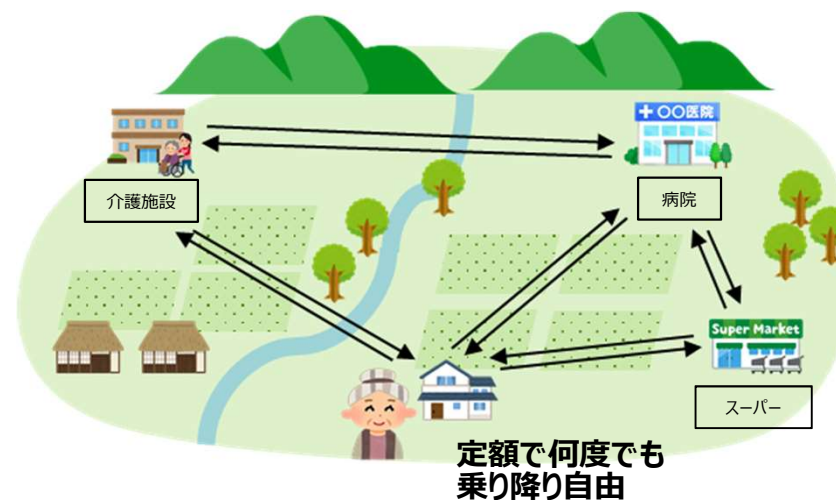 〇〇医院
介護施設
病院
Super Market
スーパー
定額で何度でも
乗り降り自由